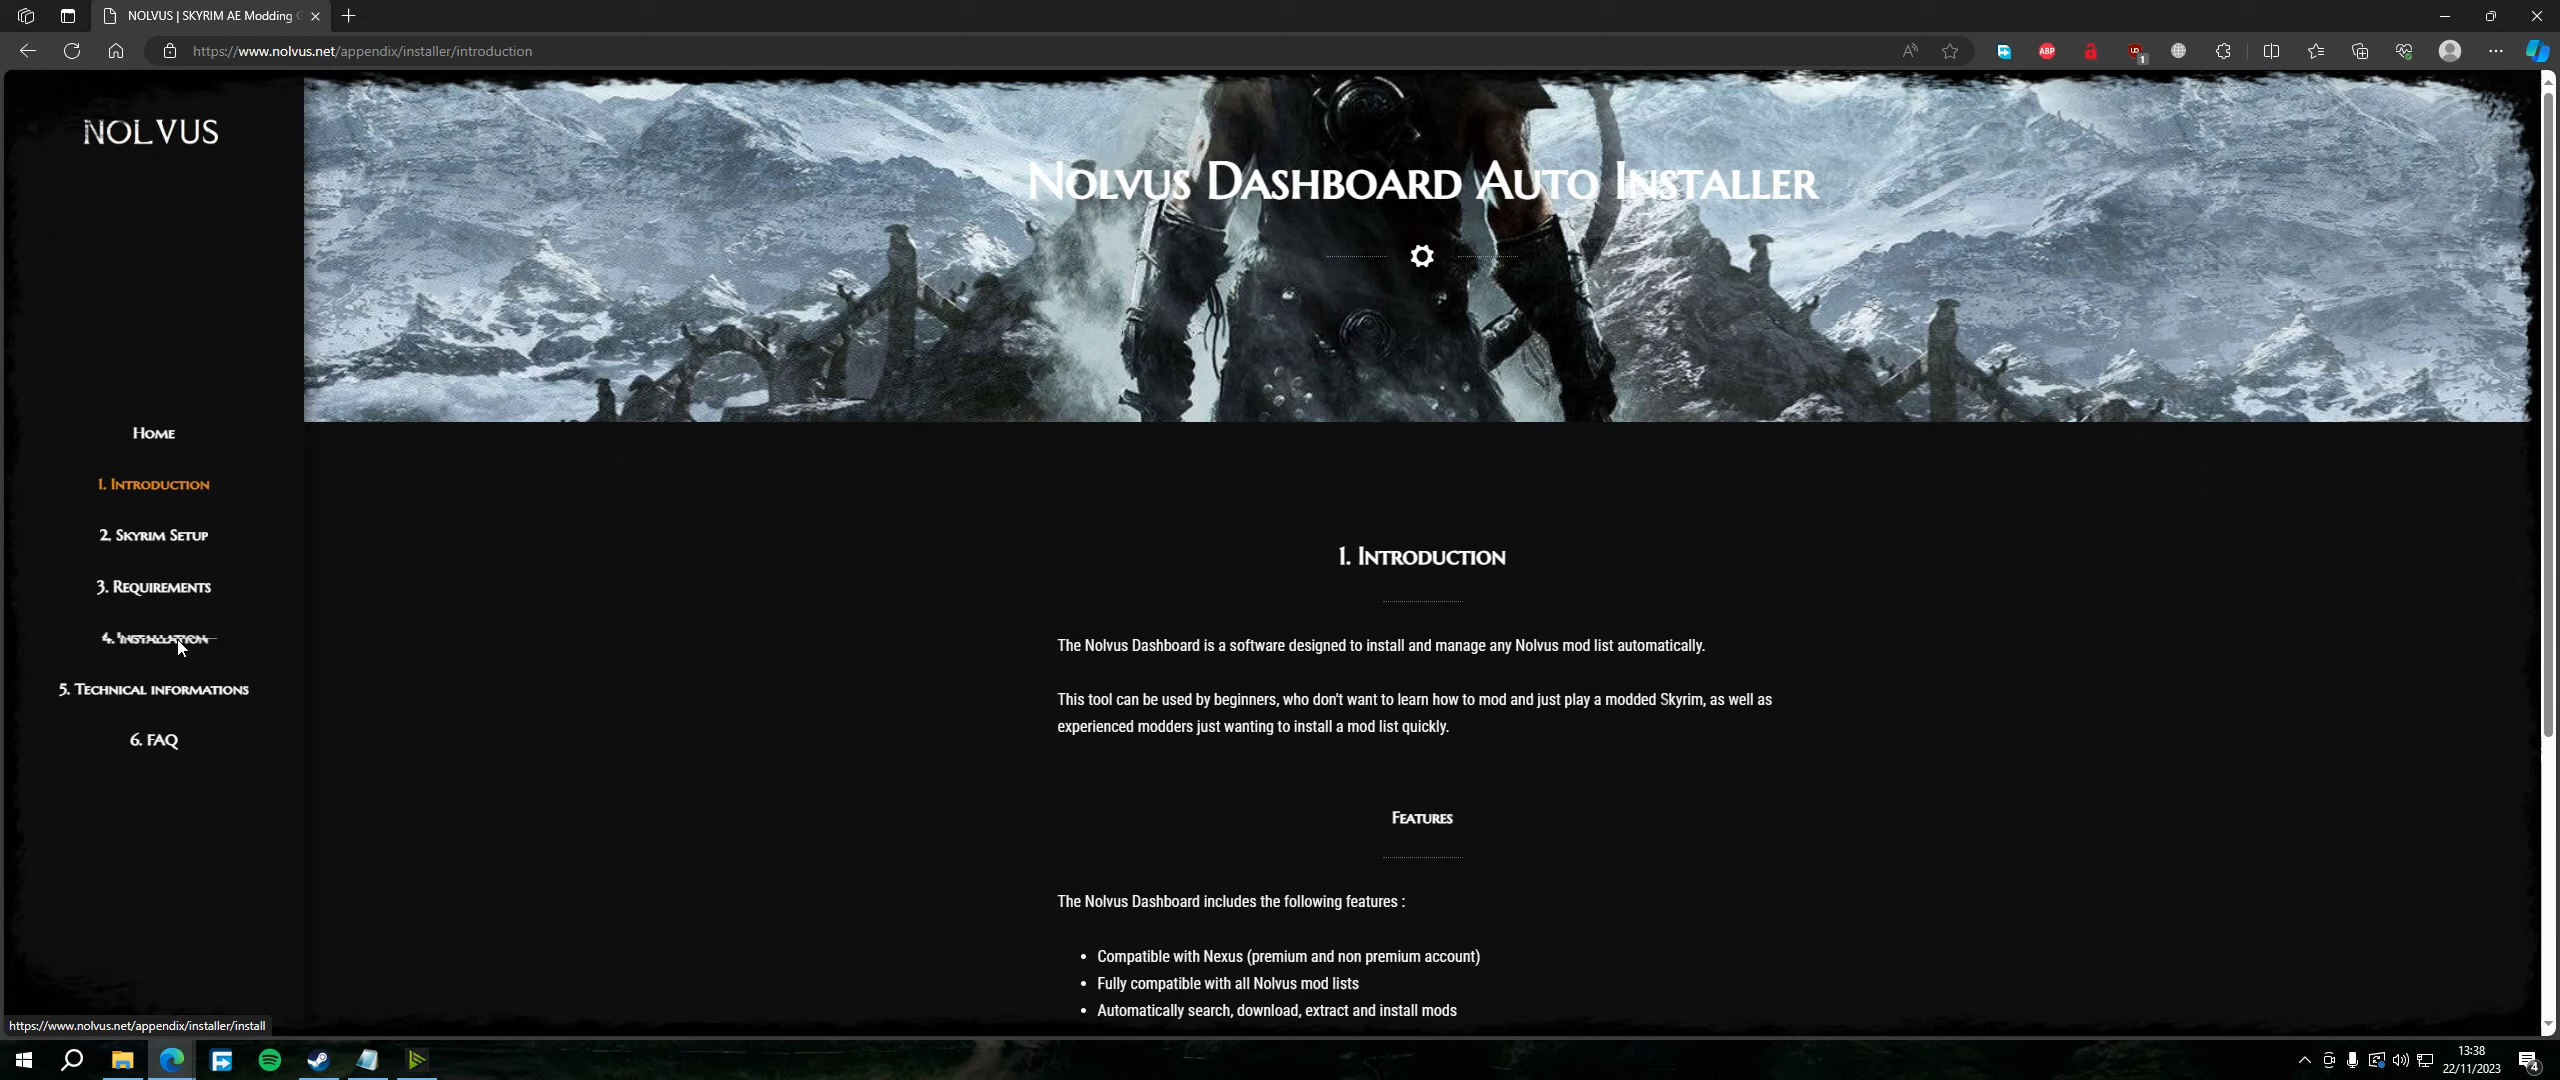 NOLVUS | SKYRIM AE Modding G
https://www.nolvus.net/appendix/installer/introduction
ABP
1
NOLVUS
NOLVUS DASHBOARD AUTO INSTALLER
HOME
1. INTRODUCTION
2. SKYRIM SETUP
3. REQUIREMENTS
4. INSTALLATION
5. TECHNICAL INFORMATIONS
6. FAQ
1. INTRODUCTION
The Nolvus Dashboard is a software designed to install and manage any Nolvus mod list automatically.
This tool can be used by beginners, who don't want to learn how to mod and just play a modded Skyrim, as well as
experienced modders just wanting to install a mod list quickly.
FEATURES
The Nolvus Dashboard includes the following features :
• Compatible with Nexus (premium and non premium account)
• Fully compatible with all Nolvus mod lists
• Automatically search, download, extract and install mods
https://www.nolvus.net/appendix/installer/install
13:38
22/11/2023
4